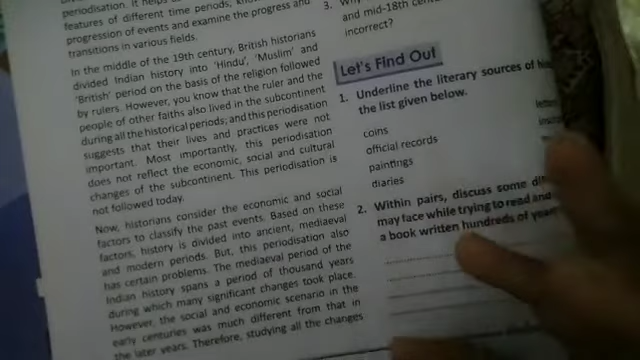 periodisation. It helps
features of different time periods,
progression of events and examine the progress and
transitions in various fields.
In the middle of the 19th century, British historians
divided Indian history into 'Hindu', 'Muslim' and
'British' period on the basis of the religion followed
by rulers. However, you know that the ruler and the
people of other faiths also lived in the subcontinent
during all the historical periods; and this periodisation
suggests that their lives and practices were not
important. Most importantly, this periodisation
does not reflect the economic, social and cultural
changes of the subcontinent. This periodisation is
not followed today.
Now, historians consider the economic and social
factors to classify the past events. Based on these
factors, history is divided into ancient, mediaeval
and modern periods. But, this periodisation also
has certain problems. The mediaeval period of the
Indian history spans a period of thousand years
during which many significant changes took place.
However, the social and economic scenario in the
early centuries was much different from that in
the later years. Therefore, studying all the changes
3. Why
and mid-18th
incorrect?
Let's Find Out
1. Underline the literary sources of
the list given below.
coins
official records
paintings
diaries
2. Within pairs, discuss some
may face while trying to read and
a book written hundreds of